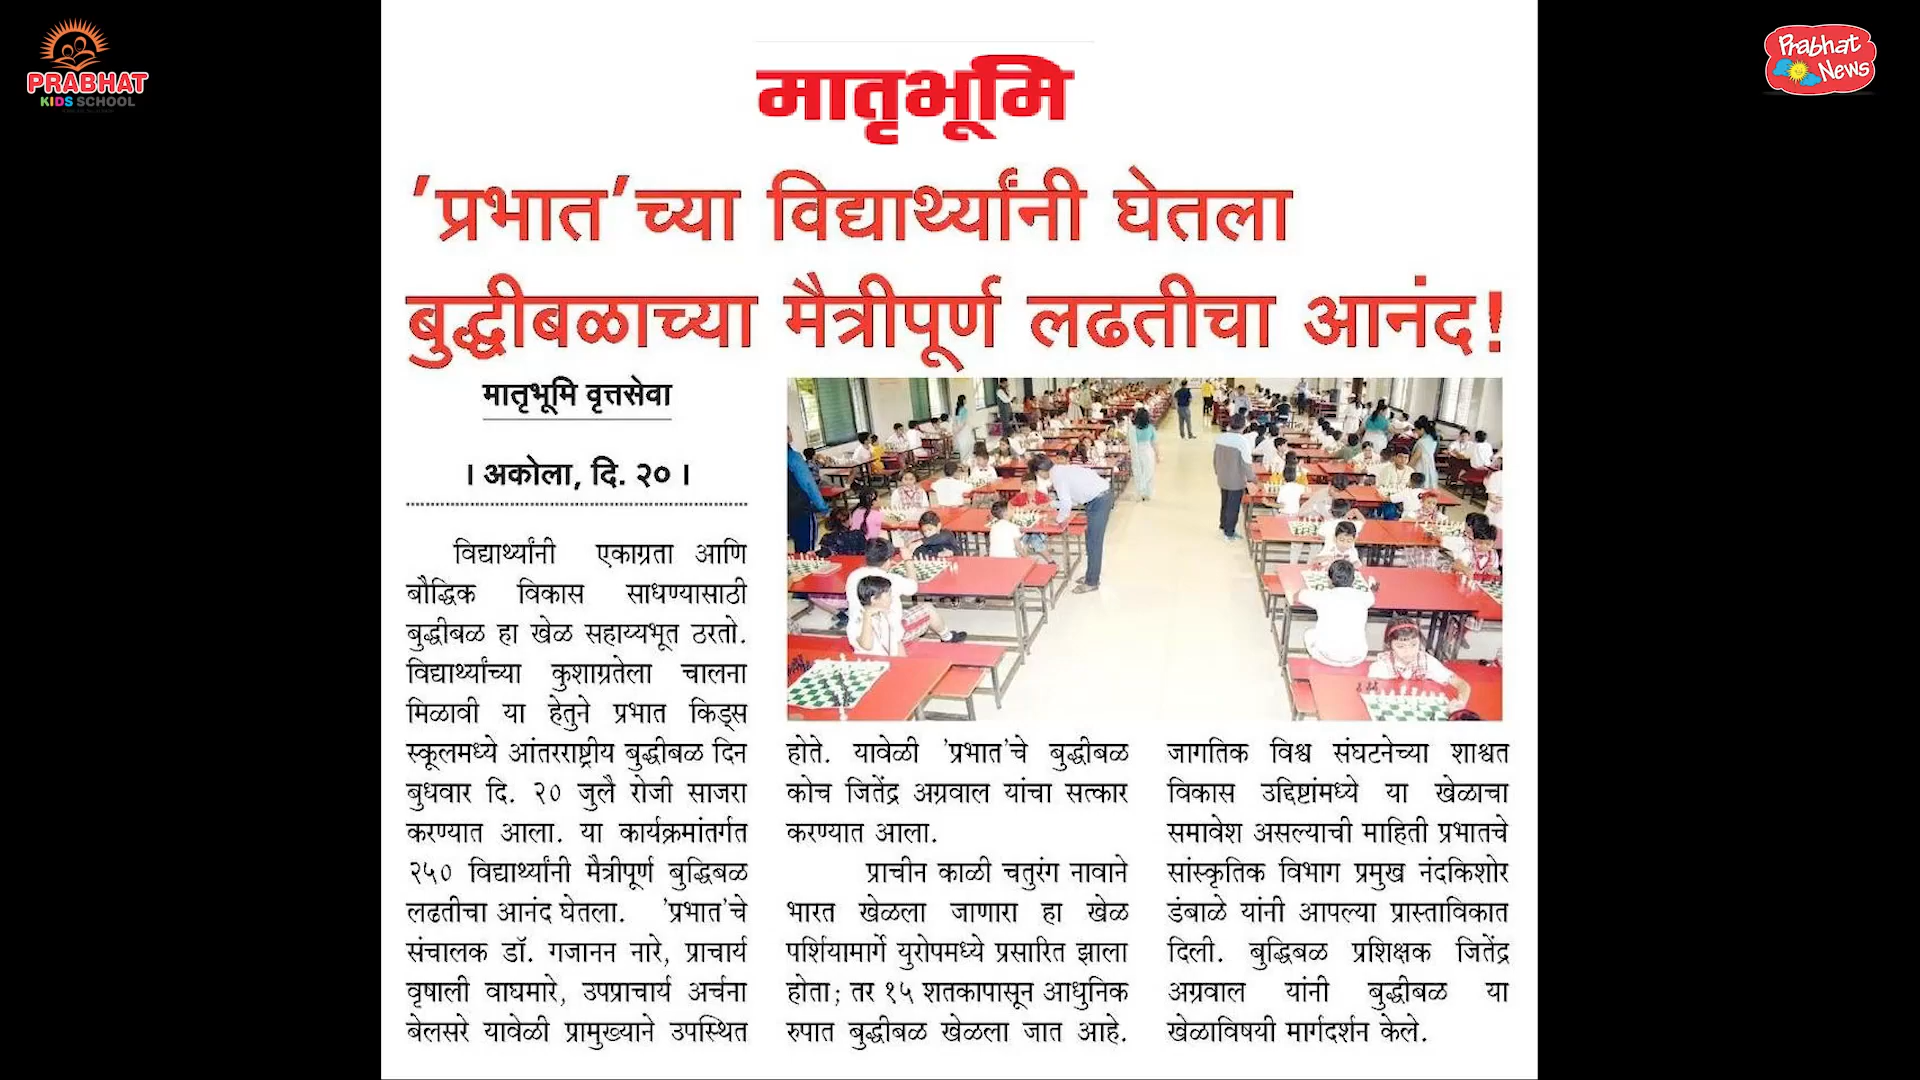 PRABHAT
KIDS SCHOOL
Prabhat
News
मातृभूमि
'प्रभात'च्या विद्यार्थ्यांनी घेतला
बुद्धीबळाच्या मैत्रीपूर्ण लढतीचा आनंद!
मातृभूमि वृत्तसेवा
। अकोला, दि. २० ।
विद्यार्थ्यांनी एकाग्रता आणि
बौद्धिक विकास साधण्यासाठी
बुद्धीबळ हा खेळ सहाय्यभूत ठरतो.
विद्यार्थ्यांच्या कुशाग्रतेला चालना
मिळावी या हेतुने प्रभात किड्स
स्कूलमध्ये आंतरराष्ट्रीय बुद्धीबळ दिन
बुधवार दि. २० जुलै रोजी साजरा
करण्यात आला. या कार्यक्रमांतर्गत
२५० विद्यार्थ्यांनी मैत्रीपूर्ण बुद्धिबळ
लढतीचा आनंद घेतला. 'प्रभात'चे
संचालक डॉ. गजानन नारे, प्राचार्य
वृषाली वाघमारे, उपप्राचार्य अर्चना
बेलसरे यावेळी प्रामुख्याने उपस्थित
होते. यावेळी 'प्रभात'चे बुद्धीबळ
कोच जितेंद्र अग्रवाल यांचा सत्कार
करण्यात आला.
प्राचीन काळी चतुरंग नावाने
भारत खेळला जाणारा हा खेळ
पर्शियामार्गे युरोपमध्ये प्रसारित झाला
होता; तर १५ शतकापासून आधुनिक
रुपात बुद्धीबळ खेळला जात आहे.
जागतिक विश्व संघटनेच्या शाश्वत
विकास उद्दिष्टांमध्ये या खेळाचा
समावेश असल्याची माहिती प्रभातचे
सांस्कृतिक विभाग प्रमुख नंदकिशोर
डंबाळे यांनी आपल्या प्रास्ताविकात
दिली. बुद्धिबळ प्रशिक्षक जितेंद्र
अग्रवाल यांनी बुद्धीबळ या
खेळाविषयी मार्गदर्शन केले.